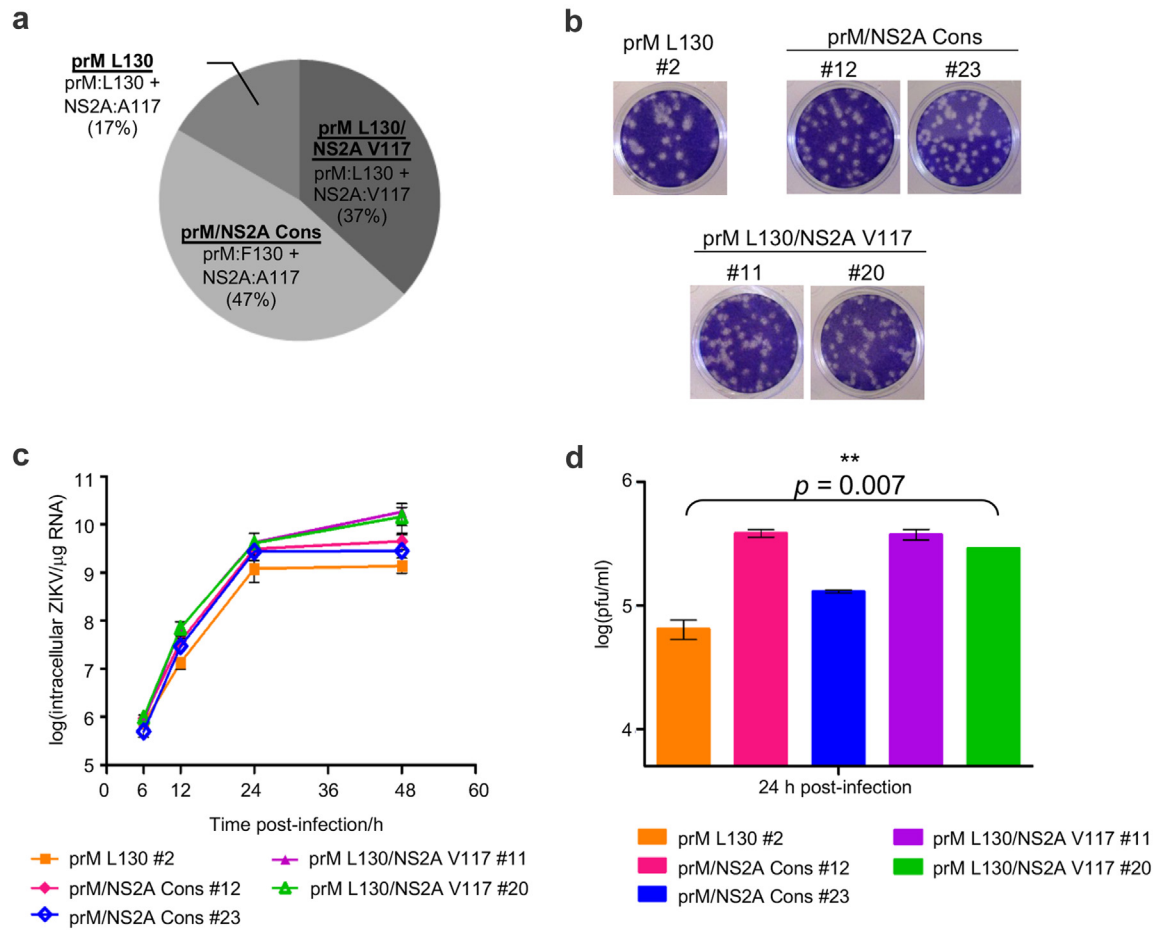 a
prM L130
prM:L130 +
NS2A:A117
(17%)
prM L130/
NS2A V117
prM:L130 +
NS2A:V117
(37%)
prM/NS2A Cons
prM:F130 +
NS2A:A117
(47%)
b
prM L130
#2
prM/NS2A Cons
#12
#23
prM L130/NS2A V117
#11
#20
c
log(intracellular ZIKV/μg RNA)
11
10
9
8
7
6
5
0 6 12 24 36 48 60
Time post-infection/h
prM L130 #2
prM/NS2A Cons #12
prM/NS2A Cons #23
prM L130/NS2A V117 #11
prM L130/NS2A V117 #20
d
**
p = 0.007
log(pfu/ml)
6
5
4
24 h post-infection
prM L130 #2
prM/NS2A Cons #12
prM/NS2A Cons #23
prM L130/NS2A V117 #11
prM L130/NS2A V117 #20